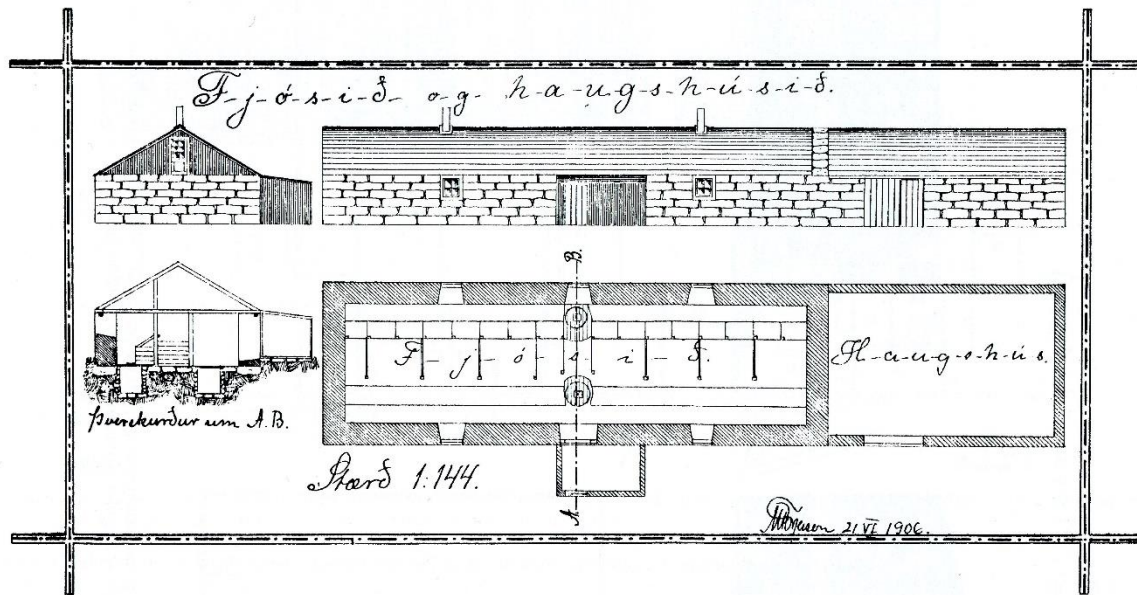 F-j-ó-s-i-ð- o-g- h-a-u-g-s-h-ú-s-i-ð.
B.
F-j-ó-s-i-ð.
H-a-u-g-s-h-ú-s.
Þverskurður um A.B.
Stærð 1:144.
A
21 VI 1906.